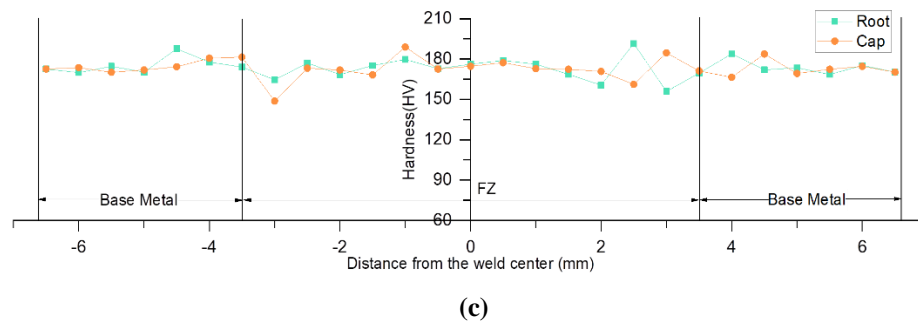 210
180
150
120
90
60
Hardness(HV)
Root
Cap
Base Metal
FZ
Base Metal
-6
-4
-2
0
2
4
6
Distance from the weld center (mm)
(c)